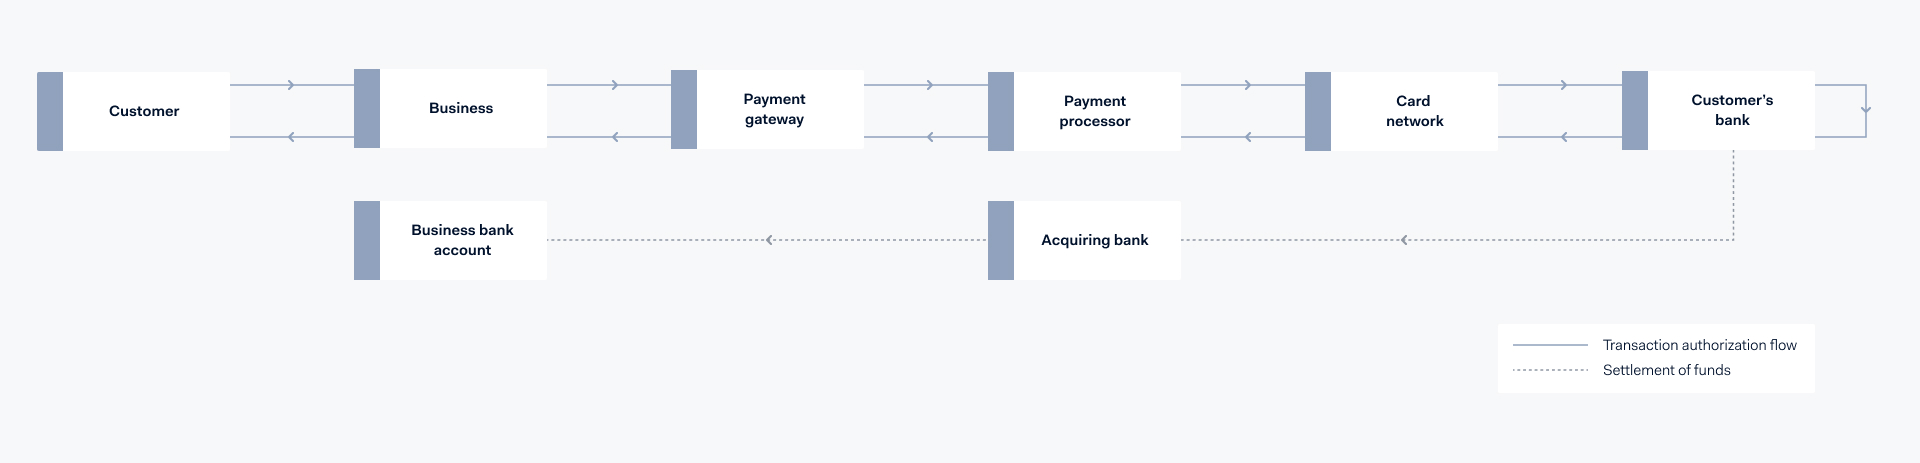 Customer
Business
Payment
gateway
Payment
processor
Card
network
Customer's
bank
Business bank
account
Acquiring bank
Transaction authorization flow
Settlement of funds